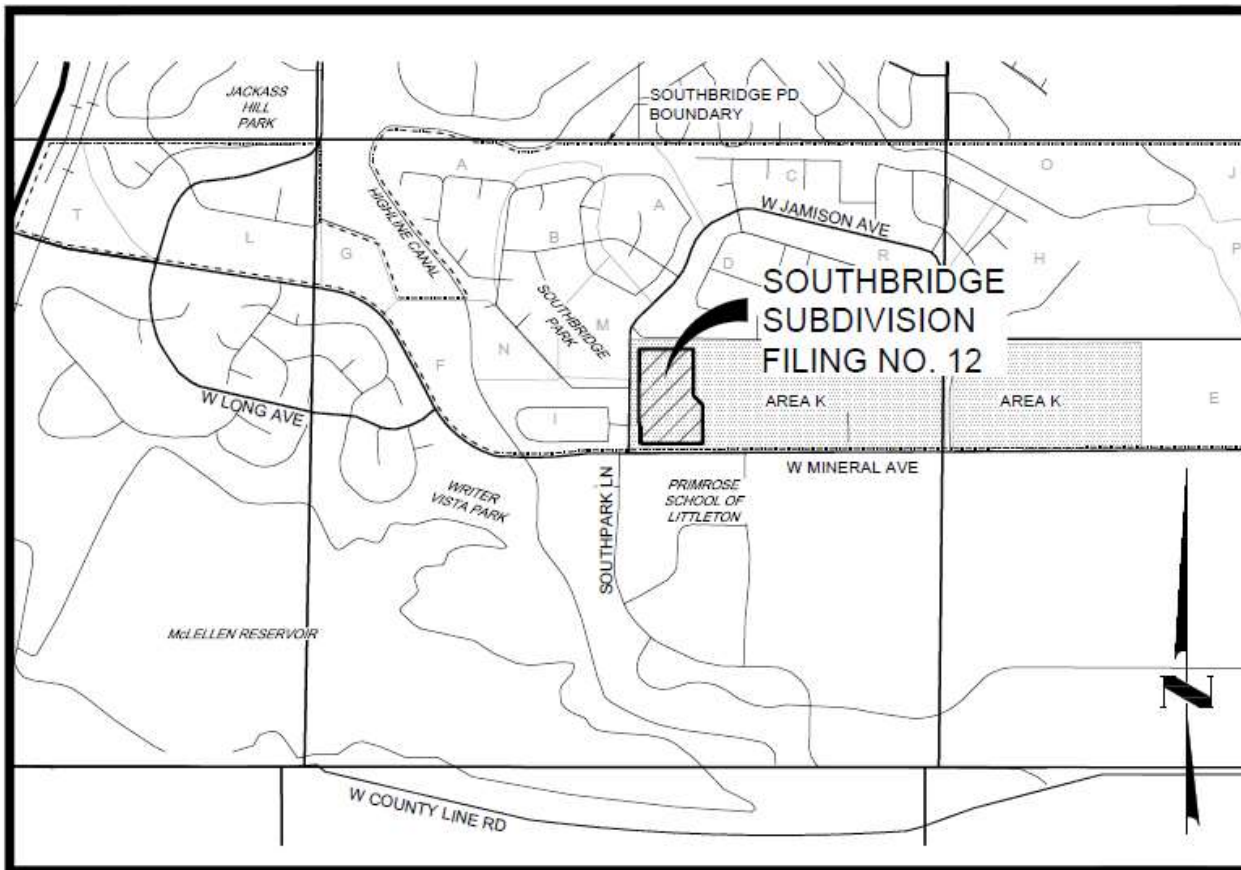 JACKASS
HILL
PARK
SOUTHBRIDGE PD
BOUNDARY
A
O
J
C
HIGHLINE CANAL
T
A
W JAMISON AVE
L
B
G
R
H
P
D
SOUTHBRIDGE
SUBDIVISION
FILING NO. 12
SOUTHBRIDGE
PARK
M
N
F
W LONG AVE
I
AREA K
AREA K
E
W MINERAL AVE
WRITER
VISTA PARK
SOUTHPARK LN
PRIMROSE
SCHOOL OF
LITTLETON
McLELLEN RESERVOIR
N
W COUNTY LINE RD